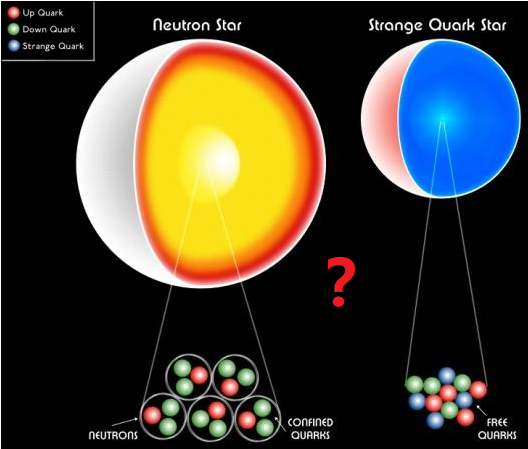 Up Quark
Down Quark
Strange Quark
Neutron Star
Strange Quark Star
?
NEUTRONS
CONFINED
QUARKS
FREE
QUARKS